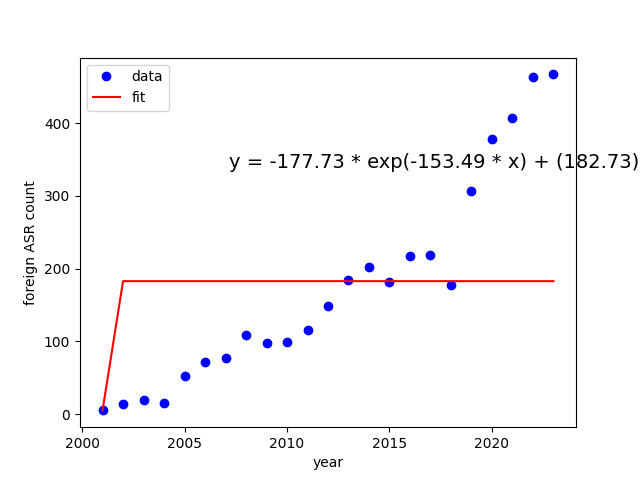 data
fit
y = -177.73 * exp(-153.49 * x) + (182.73)
foreign ASR count
400
300
200
100
0
2000 2005 2010 2015 2020
year